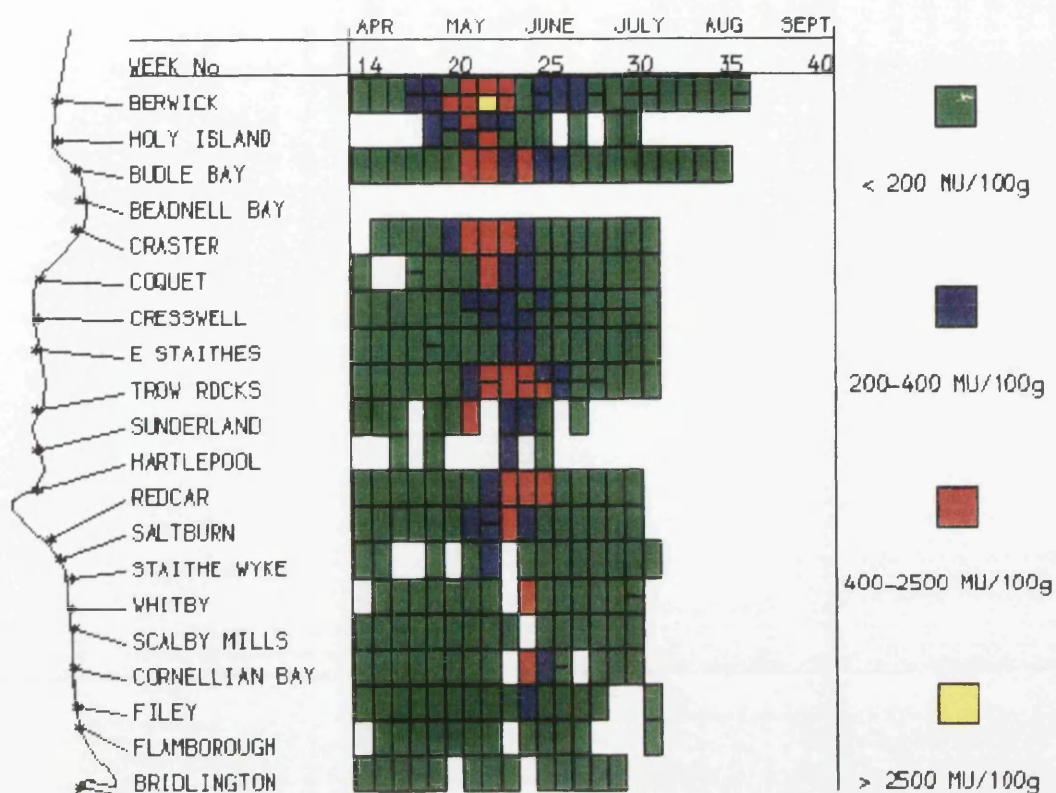 APR MAY JUNE JULY AUG SEPT
WEEK No 14 20 25 30 35 40
BERWICK
HOLY ISLAND
BUDLE BAY
BEADNELL BAY
CRASTER
COQUET
CRESSWELL
E STAITHES
TROW ROCKS
SUNDERLAND
HARTLEPOOL
REDCAR
SALTBURN
STAITHE WYKE
WHITBY
SCALBY MILLS
CORNELLIAN BAY
FILEY
FLAMBOROUGH
BRIDLINGTON
< 200 MU/100g
200-400 MU/100g
400-2500 MU/100g
> 2500 MU/100g